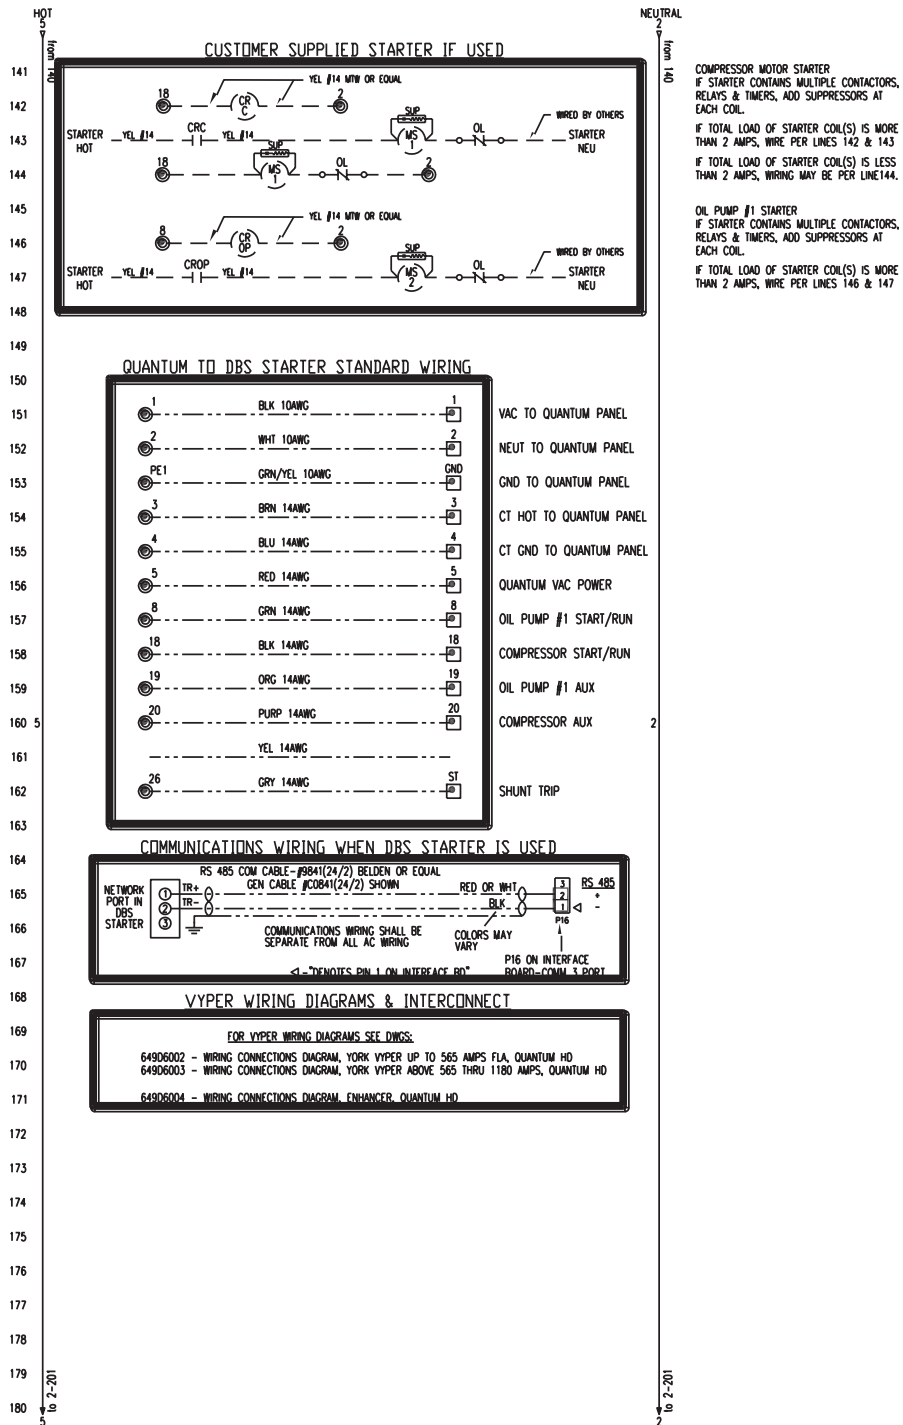 HOT
5
NEUTRAL
2
from 140
from 140
CUSTOMER SUPPLIED STARTER IF USED
141
COMPRESSOR MOTOR STARTER
IF STARTER CONTAINS MULTIPLE CONTACTORS,
RELAYS & TIMERS, ADD SUPPRESSORS AT
EACH COIL.
IF TOTAL LOAD OF STARTER COIL(S) IS MORE
THAN 2 AMPS, WIRE PER LINES 142 & 143
IF TOTAL LOAD OF STARTER COIL(S) IS LESS
THAN 2 AMPS, WIRING MAY BE PER LINE144.
142
18
CR
C
YEL #14 MTW OR EQUAL
2
143
STARTER
HOT
YEL #14
CRC
YEL #14
SUP
MS
1
OL
WIRED BY OTHERS
STARTER
NEU
144
18
SUP
MS
1
OL
2
145
OIL PUMP #1 STARTER
IF STARTER CONTAINS MULTIPLE CONTACTORS,
RELAYS & TIMERS, ADD SUPPRESSORS AT
EACH COIL.
IF TOTAL LOAD OF STARTER COIL(S) IS MORE
THAN 2 AMPS, WIRE PER LINES 146 & 147
146
8
CR
OP
YEL #14 MTW OR EQUAL
2
147
STARTER
HOT
YEL #14
CROP
YEL #14
SUP
MS
2
OL
WIRED BY OTHERS
STARTER
NEU
148
149
QUANTUM TO DBS STARTER STANDARD WIRING
150
151 1 BLK 10AWG 1 VAC TO QUANTUM PANEL
152 2 WHT 10AWG 2 NEUT TO QUANTUM PANEL
153 PE1 GRN/YEL 10AWG GND GND TO QUANTUM PANEL
154 3 BRN 14AWG 3 CT HOT TO QUANTUM PANEL
155 4 BLU 14AWG 4 CT GND TO QUANTUM PANEL
156 5 RED 14AWG 5 QUANTUM VAC POWER
157 8 GRN 14AWG 8 OIL PUMP #1 START/RUN
158 18 BLK 14AWG 18 COMPRESSOR START/RUN
159 19 ORG 14AWG 19 OIL PUMP #1 AUX
160 5 20 PURP 14AWG 20 COMPRESSOR AUX 2
161 YEL 14AWG
162 26 GRY 14AWG ST SHUNT TRIP
163
COMMUNICATIONS WIRING WHEN DBS STARTER IS USED
164
RS 485 COM CABLE-#9841(24/2) BELDEN OR EQUAL
GEN CABLE #C0841(24/2) SHOWN
165
NETWORK
PORT IN
DBS
STARTER
1
2
3
TR+
TR-
RED OR WHT
BLK
3
2
1
P16
RS 485
+
-
166
COMMUNICATIONS WIRING SHALL BE
SEPARATE FROM ALL AC WIRING
COLORS MAY
VARY
167
P16 ON INTERFACE
BOARD-COMM 3 PORT
◁ -"DENOTES PIN 1 ON INTERFACE BD"
168
VYPER WIRING DIAGRAMS & INTERCONNECT
169
FOR VYPER WIRING DIAGRAMS SEE DWGS:
170
649D6002 - WIRING CONNECTIONS DIAGRAM, YORK VYPER UP TO 565 AMPS FLA, QUANTUM HD
649D6003 - WIRING CONNECTIONS DIAGRAM, YORK VYPER ABOVE 565 THRU 1180 AMPS, QUANTUM HD
171
649D6004 - WIRING CONNECTIONS DIAGRAM, ENHANCER, QUANTUM HD
172
173
174
175
176
177
178
179
180
to 2-201
to 2-201
5
2